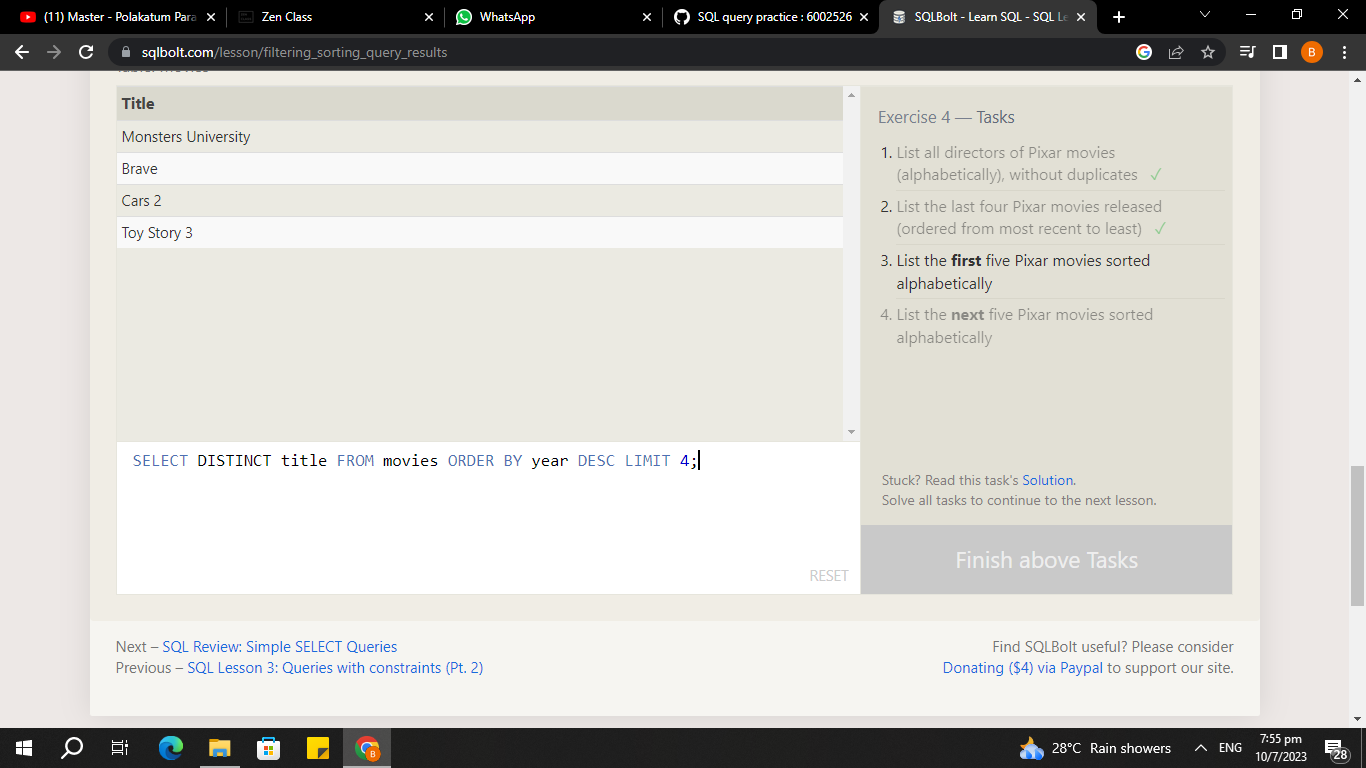 (11) Master - Polakatum Para
Zen Class
WhatsApp
SQL query practice : 6002526
SQLBolt - Learn SQL - SQL Le
sqlbolt.com/lesson/filtering_sorting_query_results
B
Title
Monsters University
Brave
Cars 2
Toy Story 3
Exercise 4 — Tasks
1. List all directors of Pixar movies
(alphabetically), without duplicates ✓
2. List the last four Pixar movies released
(ordered from most recent to least) ✓
3. List the first five Pixar movies sorted
alphabetically
4. List the next five Pixar movies sorted
alphabetically
SELECT DISTINCT title FROM movies ORDER BY year DESC LIMIT 4;
RESET
Stuck? Read this task's Solution.
Solve all tasks to continue to the next lesson.
Finish above Tasks
Next – SQL Review: Simple SELECT Queries
Previous – SQL Lesson 3: Queries with constraints (Pt. 2)
Find SQLBolt useful? Please consider
Donating ($4) via Paypal to support our site.
B
28°C Rain showers
ENG
7:55 pm
10/7/2023
28